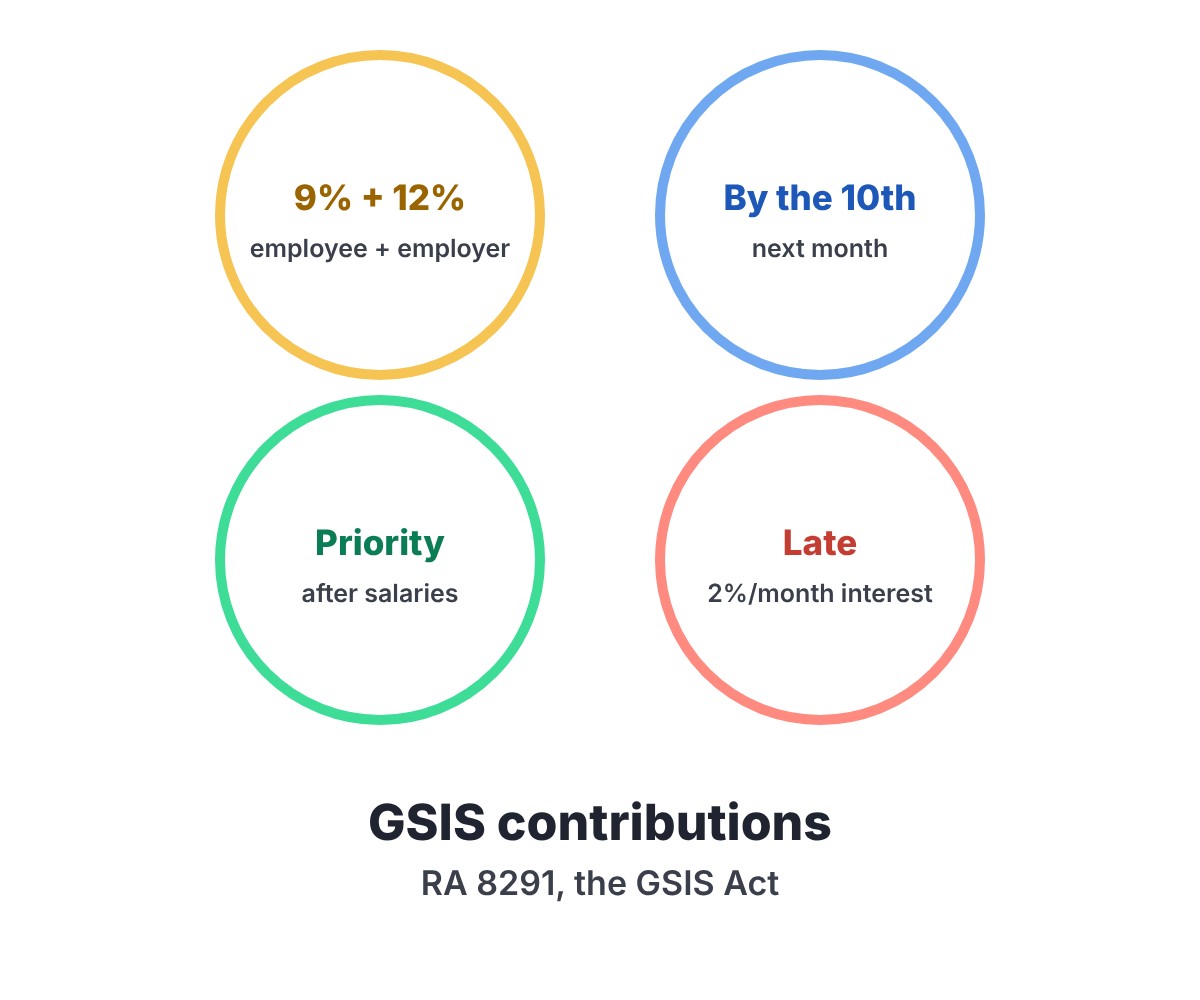 9% + 12%
employee + employer
By the 10th
next month
Priority
after salaries
Late
2%/month interest
GSIS contributions
RA 8291, the GSIS Act